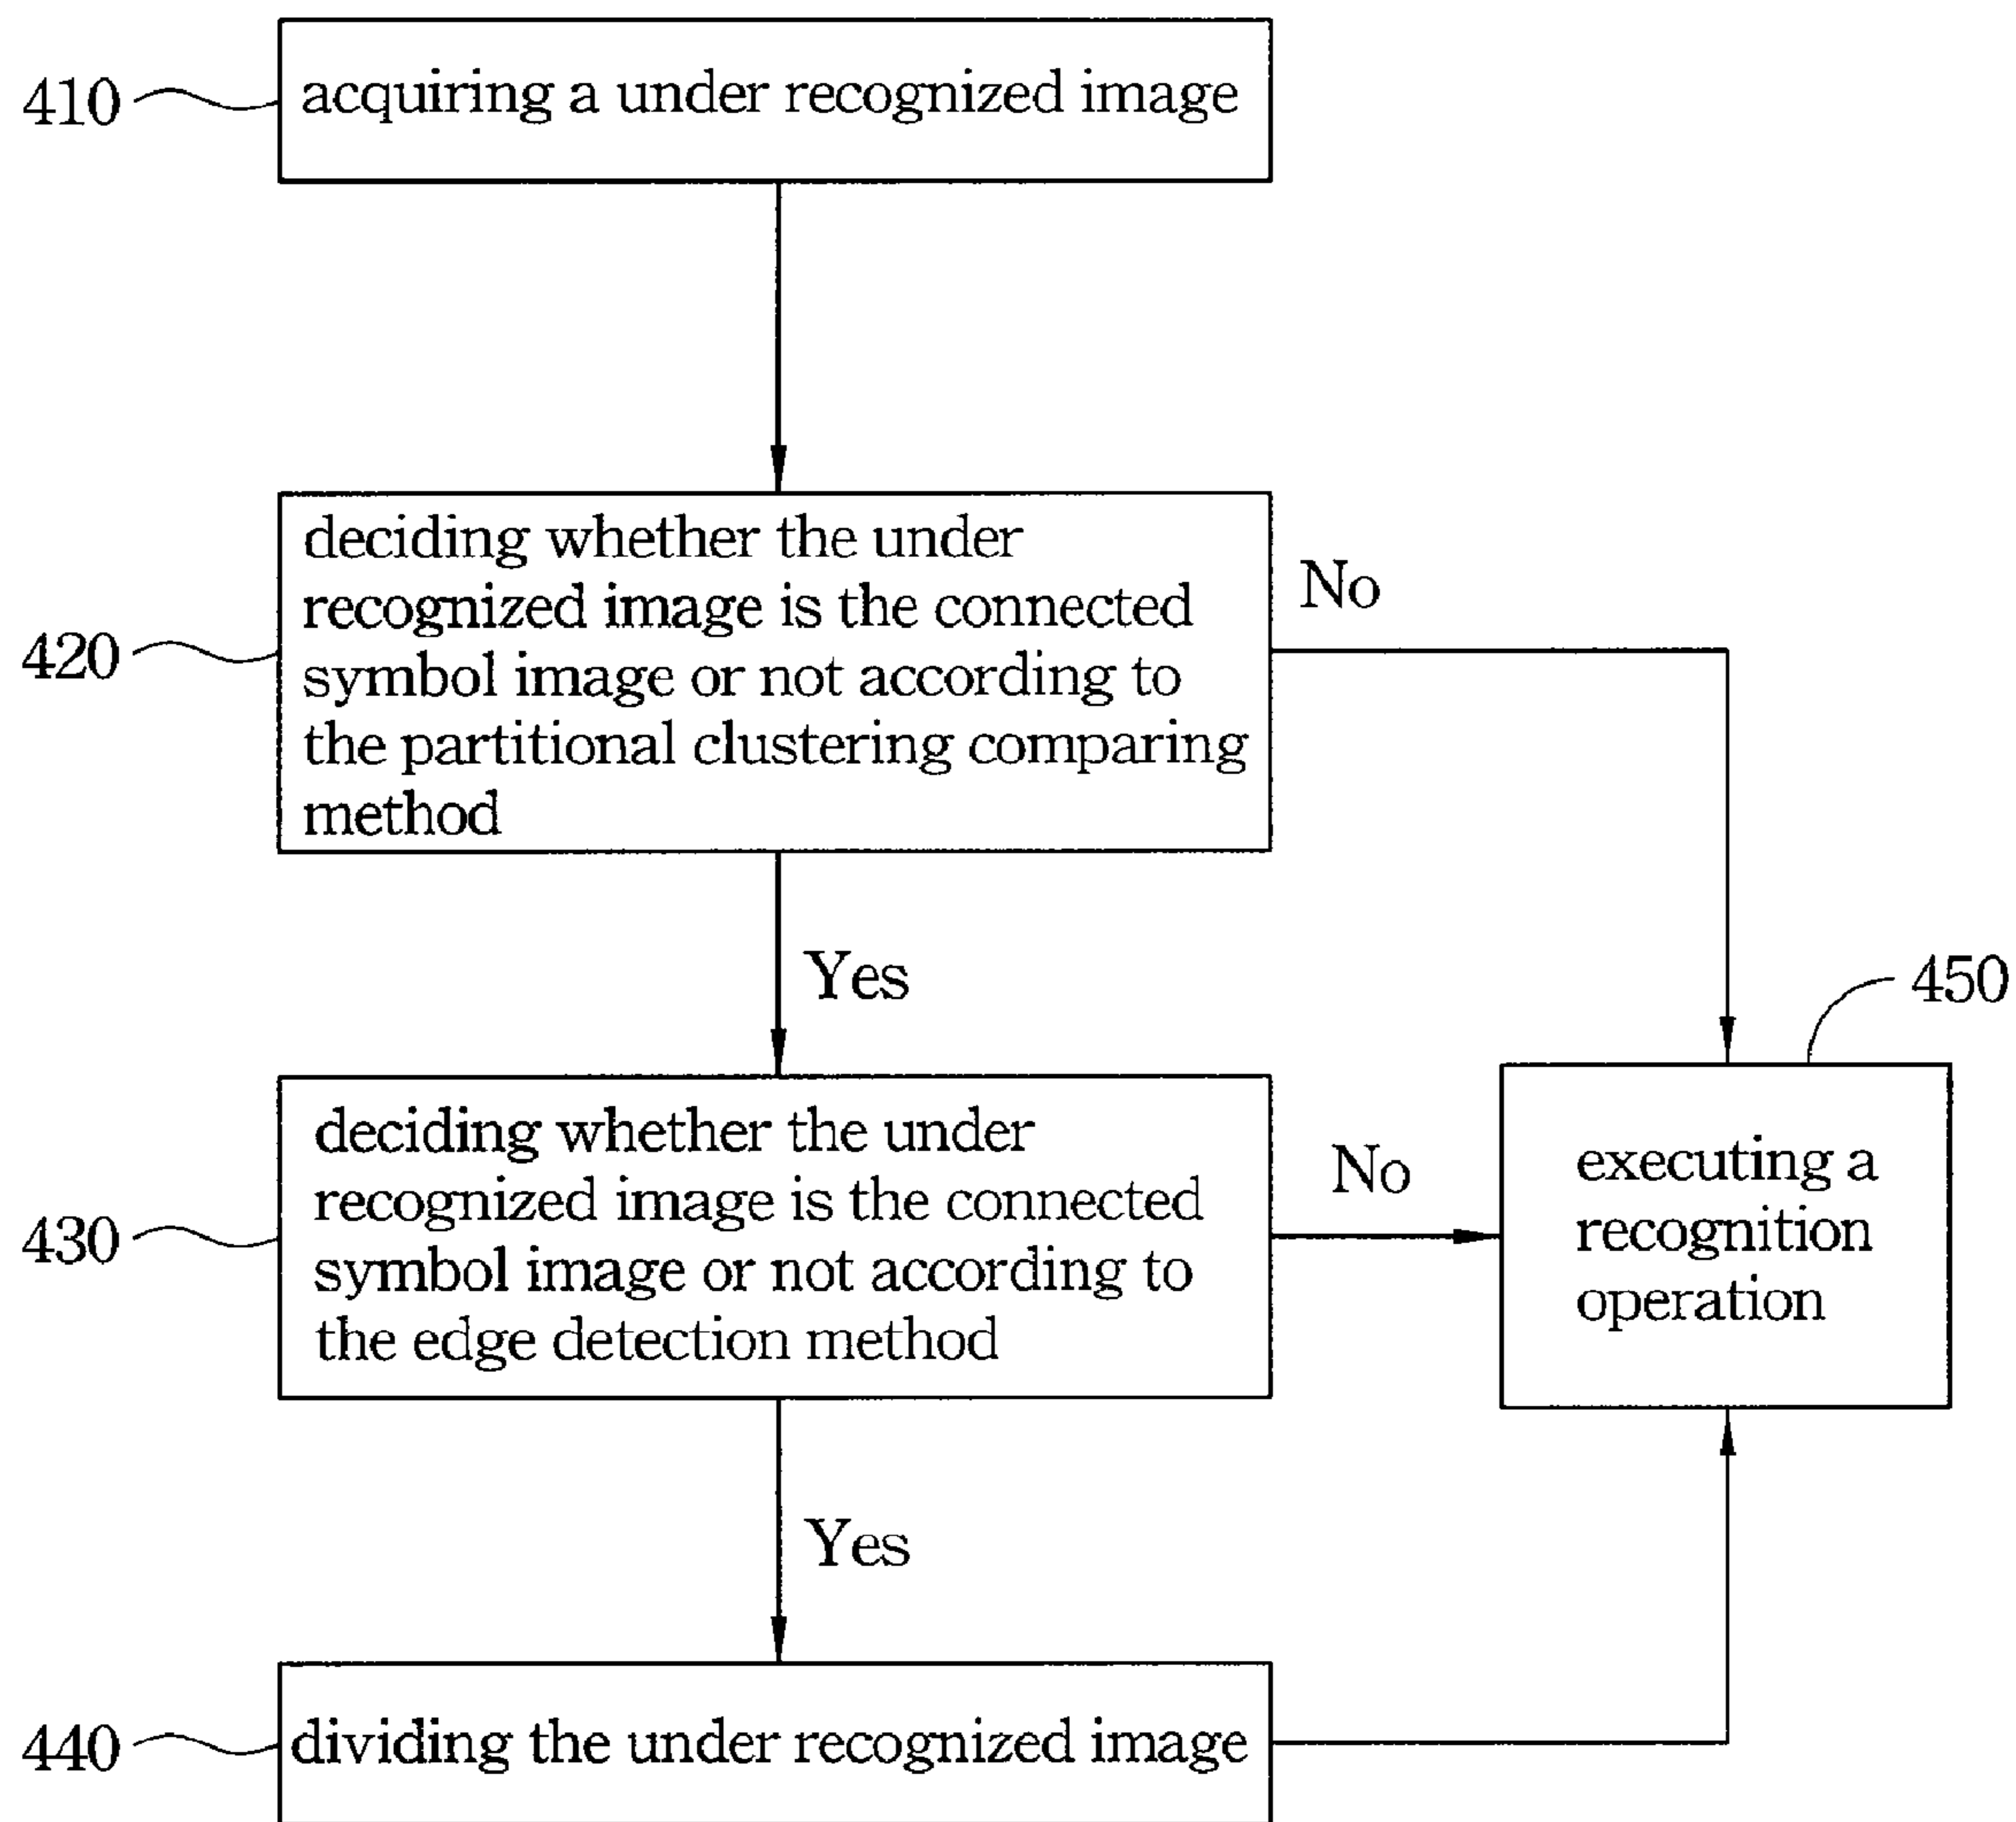 410
acquiring a under recognized image
420
deciding whether the under
recognized image is the connected
symbol image or not according to
the partitional clustering comparing
method
No
Yes
450
430
deciding whether the under
recognized image is the connected
symbol image or not according to
the edge detection method
No
executing a
recognition
operation
Yes
440
dividing the under recognized image